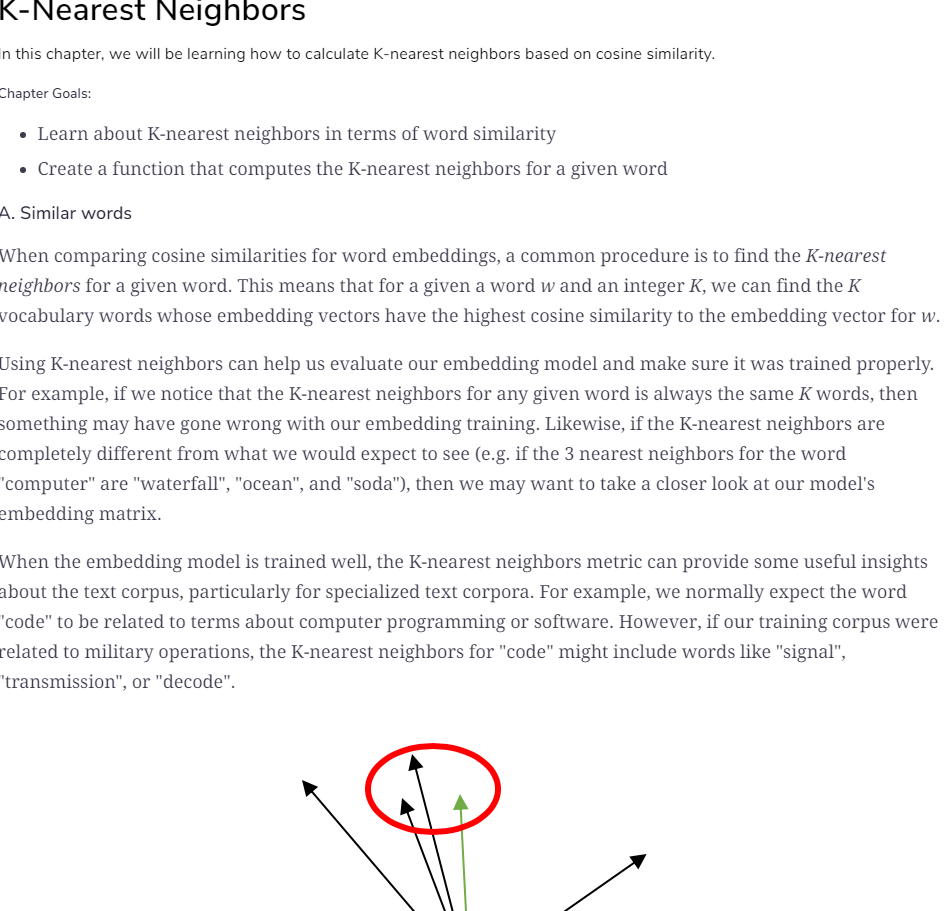 K-Nearest Neighbors
In this chapter, we will be learning how to calculate K-nearest neighbors based on cosine similarity.
Chapter Goals:
• Learn about K-nearest neighbors in terms of word similarity
• Create a function that computes the K-nearest neighbors for a given word
A. Similar words
When comparing cosine similarities for word embeddings, a common procedure is to find the K-nearest
neighbors for a given word. This means that for a given a word w and an integer K, we can find the K
vocabulary words whose embedding vectors have the highest cosine similarity to the embedding vector for w.
Using K-nearest neighbors can help us evaluate our embedding model and make sure it was trained properly.
For example, if we notice that the K-nearest neighbors for any given word is always the same K words, then
something may have gone wrong with our embedding training. Likewise, if the K-nearest neighbors are
completely different from what we would expect to see (e.g. if the 3 nearest neighbors for the word
"computer" are "waterfall", "ocean", and "soda"), then we may want to take a closer look at our model's
embedding matrix.
When the embedding model is trained well, the K-nearest neighbors metric can provide some useful insights
about the text corpus, particularly for specialized text corpora. For example, we normally expect the word
"code" to be related to terms about computer programming or software. However, if our training corpus were
related to military operations, the K-nearest neighbors for "code" might include words like "signal",
"transmission", or "decode".